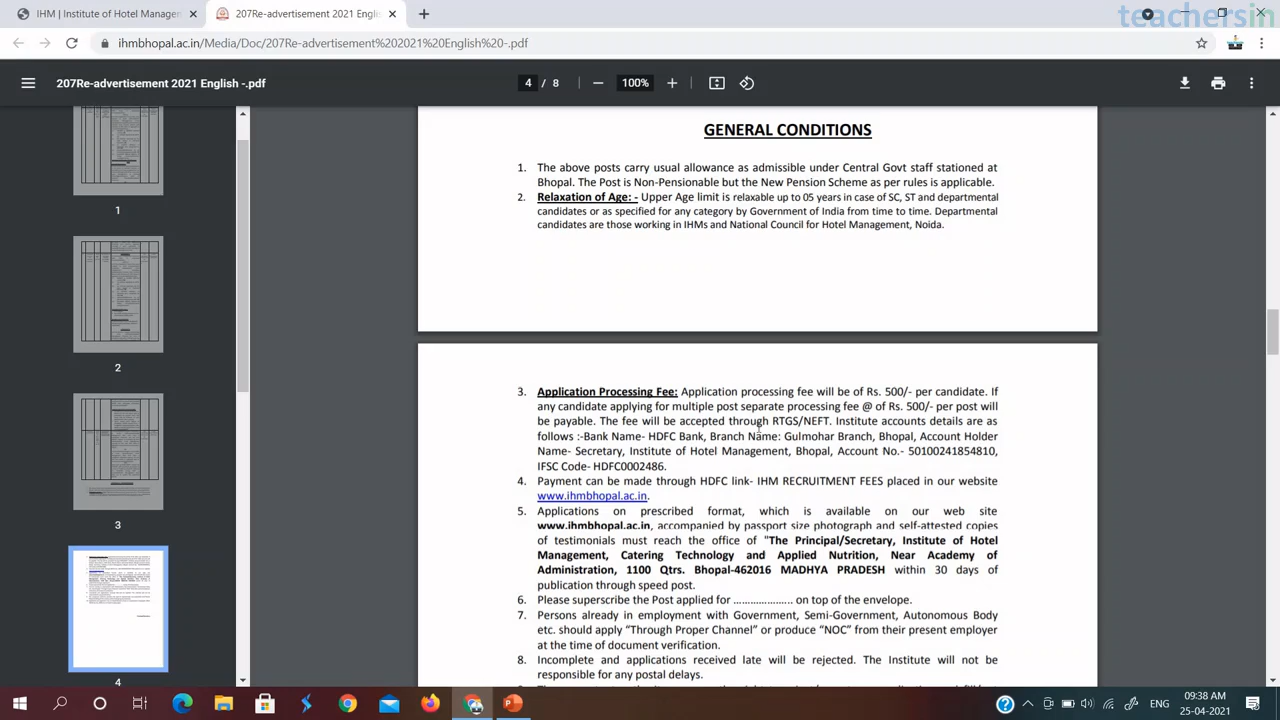 IHM | Institute of Hotel Manager
207Re-advertisement 2021 English
teachersin
ihmbhopal.ac.in/Media/Doc/207Re-advertisement%202021%20English%20-.pdf
207Re-advertisement 2021 English -.pdf
4 / 8
100%
1
2
3
4
GENERAL CONDITIONS
1. The above posts carry usual allowance as admissible under Central Govt staff stationed at
Bhopal. The Post is Non-Pensionable but the New Pension Scheme as per rules is applicable.
2. Relaxation of Age: - Upper Age limit is relaxable up to 05 years in case of SC, ST and departmental
candidates or as specified for any category by Government of India from time to time. Departmental
candidates are those working in IHMs and National Council for Hotel Management, Noida.
3. Application Processing Fee: Application processing fee will be of Rs. 500/- per candidate. If
any candidate applying for multiple post separate processing fee @ of Rs. 500/- per post will
be payable. The fee will be accepted through RTGS/NEFT. Institute accounts details are as
follows :-Bank Name- HDFC Bank, Branch Name: Gulmohar Branch, Bhopal, Account Holder
Name- Secretary, Institute of Hotel Management, Bhopal, Account No.- 50100241854810,
IFSC Code- HDFC0002486.
4. Payment can be made through HDFC link- IHM RECRUITMENT FEES placed in our website
www.ihmbhopal.ac.in.
5. Applications on prescribed format, which is available on our web site
www.ihmbhopal.ac.in, accompanied by passport size photograph and self-attested copies
of testimonials must reach the office of "The Principal/Secretary, Institute of Hotel
Management, Catering Technology and Applied Nutrition, Near Academy of
Administration, 1100 Qtrs. Bhopal-462016 MADHYA PRADESH within 30 days of
publication through speed post.
6. Please superscribe the Post applied for ………………….. on top of the envelope.
7. Persons already in employment with Government, Semi-Government, Autonomous Body
etc. should apply “Through Proper Channel” or produce “NOC” from their present employer
at the time of document verification.
8. Incomplete and applications received late will be rejected. The Institute will not be
responsible for any postal delays.
ENG
09:38 AM
25-04-2021